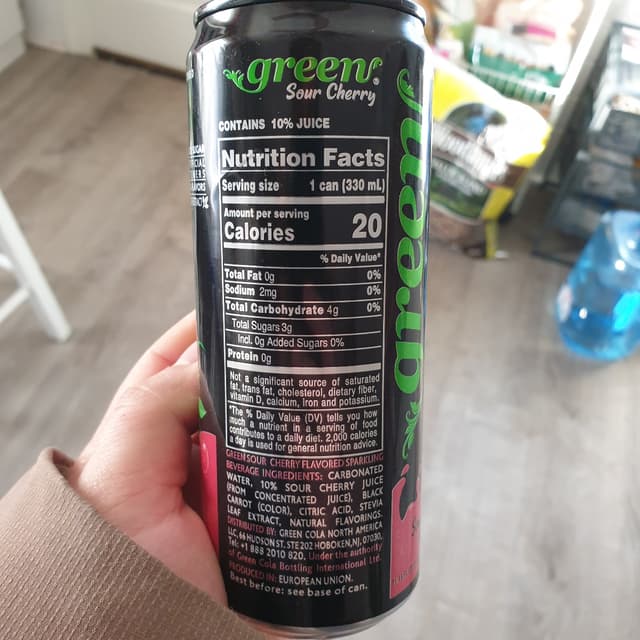 green®
Sour Cherry
CONTAINS 10% JUICE
Nutrition Facts
Serving size 1 can (330 mL)
Amount per serving
Calories 20
% Daily Value*
Total Fat 0g 0%
Sodium 2mg 0%
Total Carbohydrate 4g 0%
Total Sugars 3g
Incl. 0g Added Sugars 0%
Protein 0g
Not a significant source of saturated
fat, trans fat, cholesterol, dietary fiber,
vitamin D, calcium, iron and potassium.
*The % Daily Value (DV) tells you how
much a nutrient in a serving of food
contributes to a daily diet. 2,000 calories
a day is used for general nutrition advice.
GREEN SOUR CHERRY FLAVORED SPARKLING
BEVERAGE INGREDIENTS: CARBONATED
WATER, 10% SOUR CHERRY JUICE
(FROM CONCENTRATED JUICE), BLACK
CARROT (COLOR), CITRIC ACID, STEVIA
LEAF EXTRACT, NATURAL FLAVORINGS.
DISTRIBUTED BY: GREEN COLA NORTH AMERICA
LLC, 66 HUDSON ST. STE 202 HOBOKEN, NJ, 07030,
Tel: +1 888 2010 820. Under the authority
of Green Cola Bottling International Ltd.
PRODUCED IN: EUROPEAN UNION.
Best before: see base of can.
green